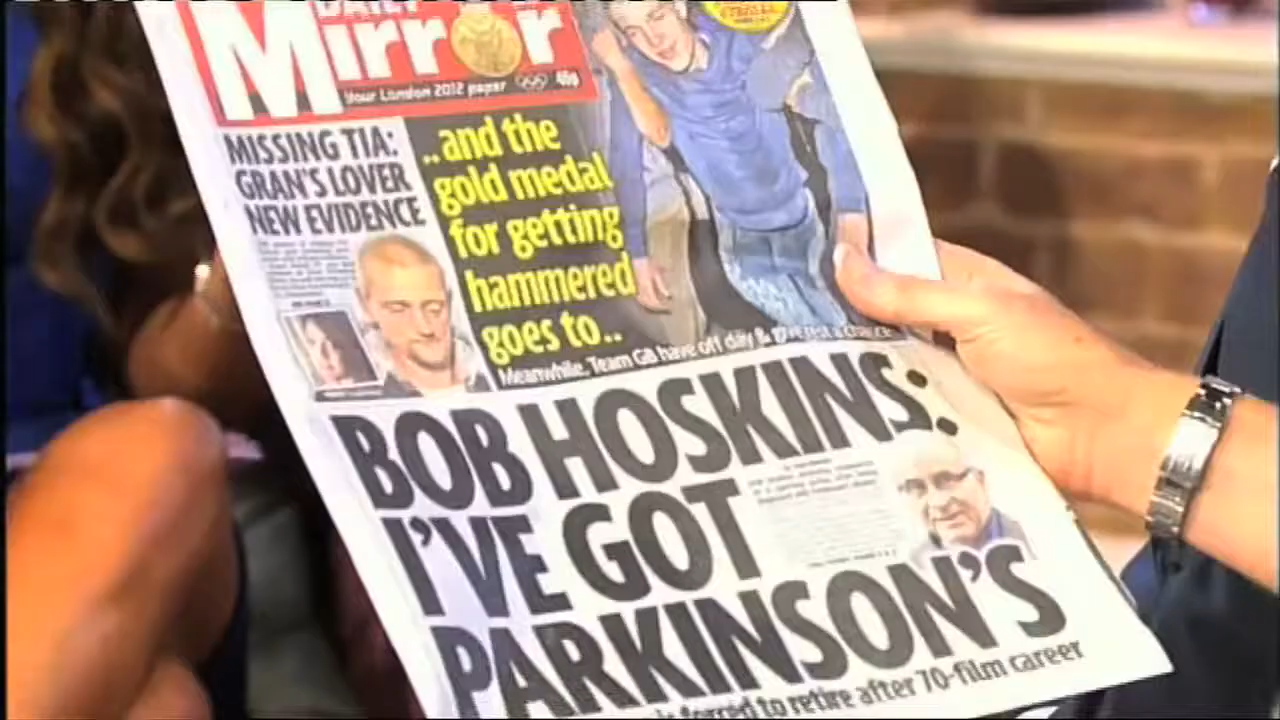 DAILY
Mirror
Your London 2012 paper
MISSING TIA:
GRAN'S LOVER
NEW EVIDENCE
..and the
gold medal
for getting
hammered
goes to..
Meanwhile, Team GB have off day &
BOB HOSKINS:
I'VE GOT
PARKINSON'S
forced to retire after 70-film career